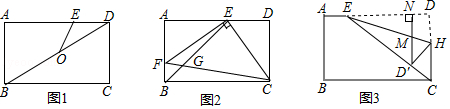 A E D
O
B C
图1
A E D
F G
B C
图2
A E N D
M H
D'
B C
图3